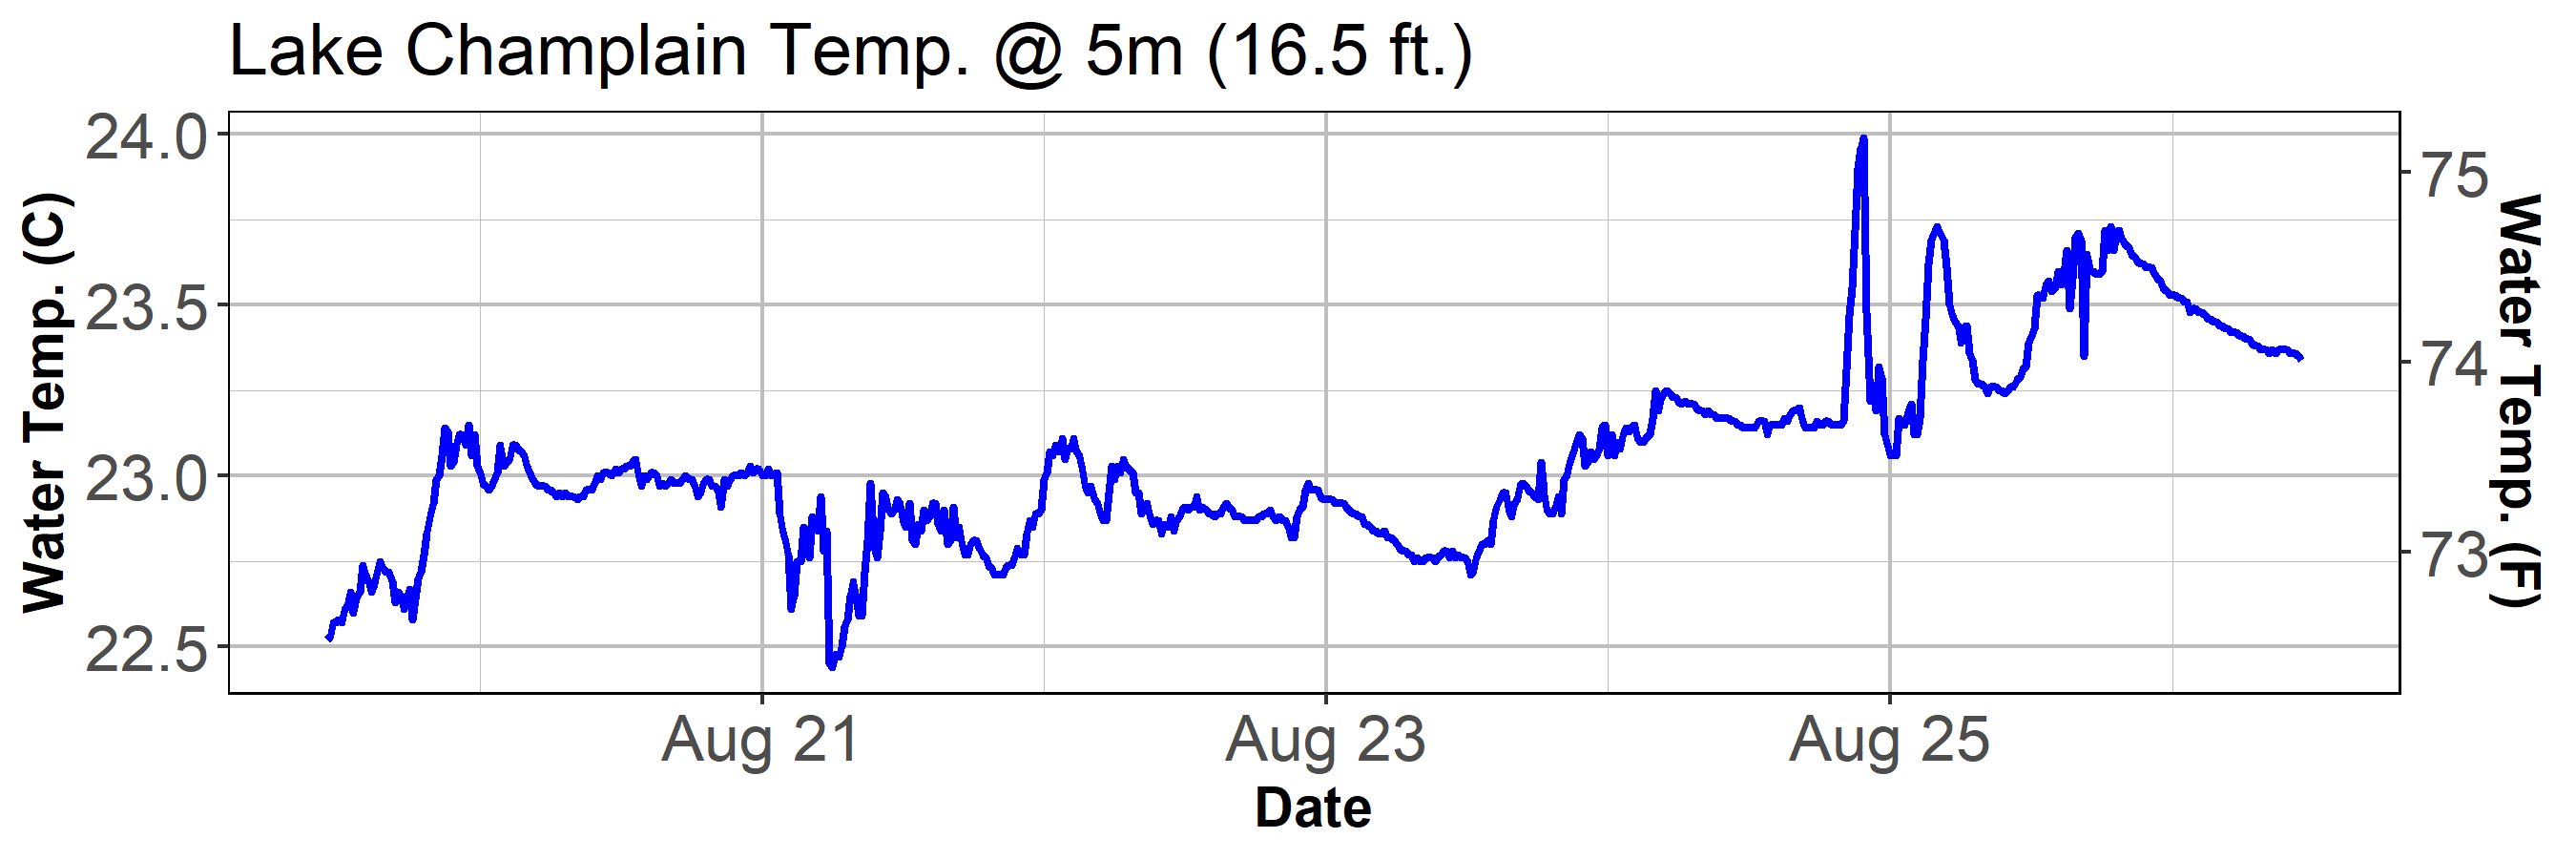 Lake Champlain Temp. @ 5m (16.5 ft.)
Water Temp. (C)
24.0
23.5
23.0
22.5
75
74
73
Water Temp. (F)
Aug 21
Aug 23
Aug 25
Date